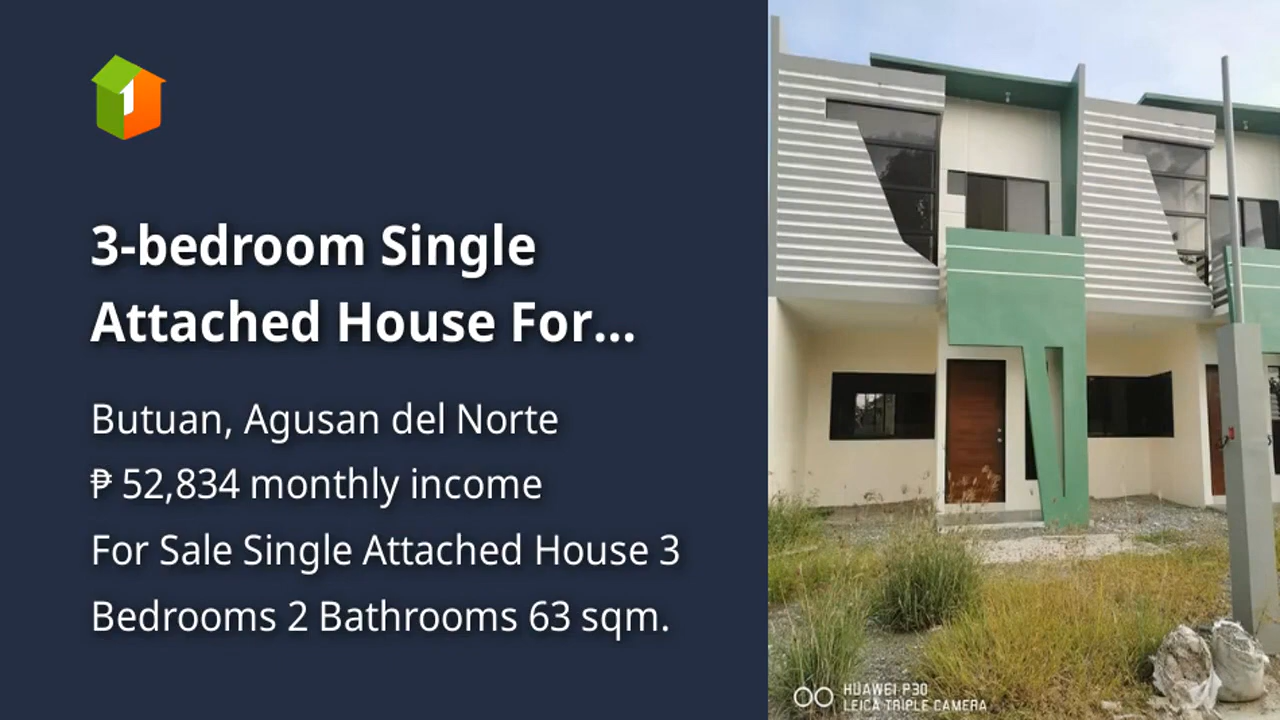 3-bedroom Single
Attached House For...
Butuan, Agusan del Norte
₱ 52,834 monthly income
For Sale Single Attached House 3
Bedrooms 2 Bathrooms 63 sqm.
HUAWEI P30
LEICA TRIPLE CAMERA